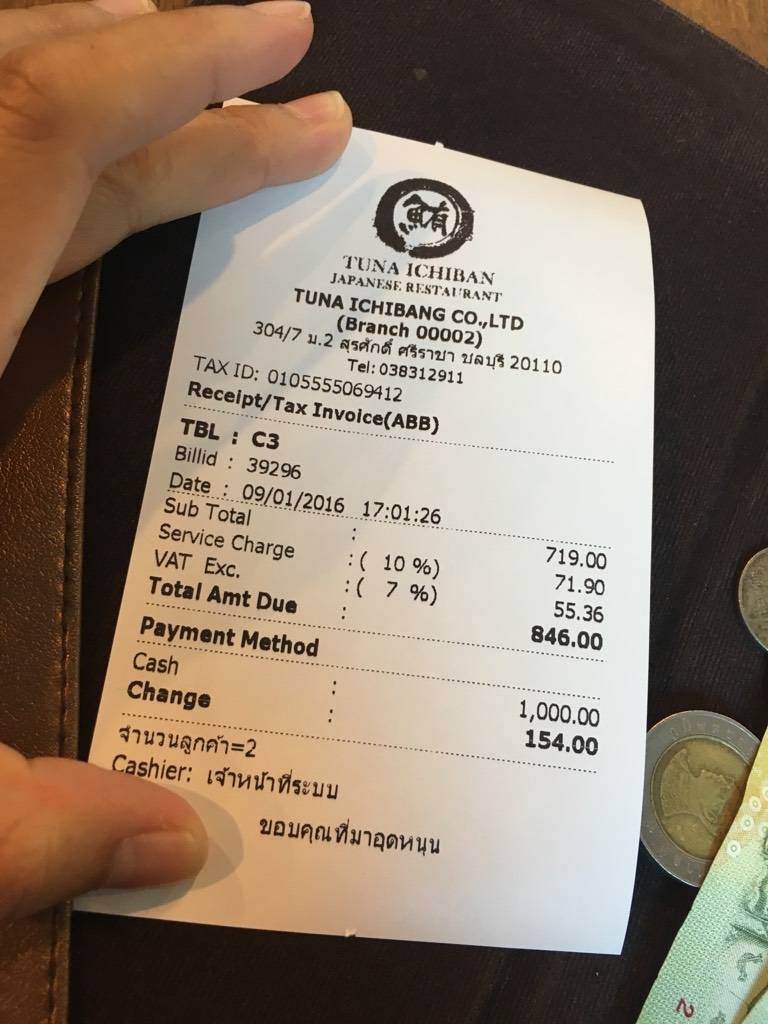 鮪
TUNA ICHIBAN
JAPANESE RESTAURANT
TUNA ICHIBANG CO.,LTD
(Branch 00002)
304/7 ม.2 สุรศักดิ์ ศรีราชา ชลบุรี 20110
Tel: 038312911
TAX ID: 0105555069412
Receipt/Tax Invoice(ABB)
TBL : C3
Billid : 39296
Date : 09/01/2016 17:01:26
Sub Total : 719.00
Service Charge :( 10 %) 71.90
VAT Exc. :( 7 %) 55.36
Total Amt Due : 846.00
Payment Method
Cash : 1,000.00
Change : 154.00
จำนวนลูกค้า=2
Cashier: เจ้าหน้าที่ระบบ
ขอบคุณที่มาอุดหนุน
2